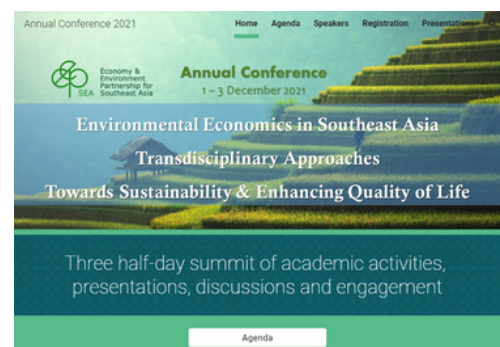 Annual Conference 2021
Home Agenda Speakers Registration Presentations
Economy &
Environment
Partnership for
Southeast Asia
SEA
Annual Conference
1 – 3 December 2021
Environmental Economics in Southeast Asia
Transdisciplinary Approaches
Towards Sustainability & Enhancing Quality of Life
Three half-day summit of academic activities,
presentations, discussions and engagement
Agenda